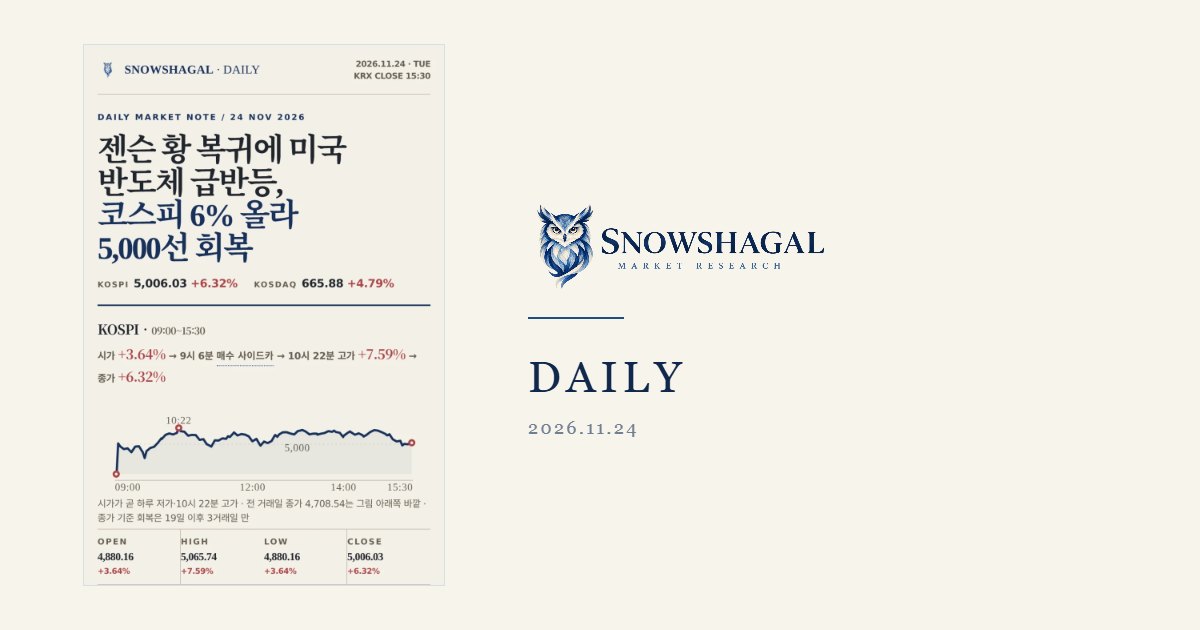 SNOWSHAGAL · DAILY
2026.11.24 · TUE
KRX CLOSE 15:30
DAILY MARKET NOTE / 24 NOV 2026
젠슨 황 복귀에 미국
반도체 급반등,
코스피 6% 올라
5,000선 회복
KOSPI 5,006.03 +6.32% KOSDAQ 665.88 +4.79%
KOSPI · 09:00–15:30
시가 +3.64% → 9시 6분 매수 사이드카 → 10시 22분 고가 +7.59% →
종가 +6.32%
10:22
5,000
09:00 12:00 14:00 15:30
시가가 곧 하루 저가·10시 22분 고가 · 전 거래일 종가 4,708.54는 그림 아래쪽 바깥 ·
종가 기준 회복은 19일 이후 3거래일 만
OPEN HIGH LOW CLOSE
4,880.16 5,065.74 4,880.16 5,006.03
+3.64% +7.59% +3.64% +6.32%
SNOWSHAGAL
MARKET RESEARCH
DAILY
2026.11.24